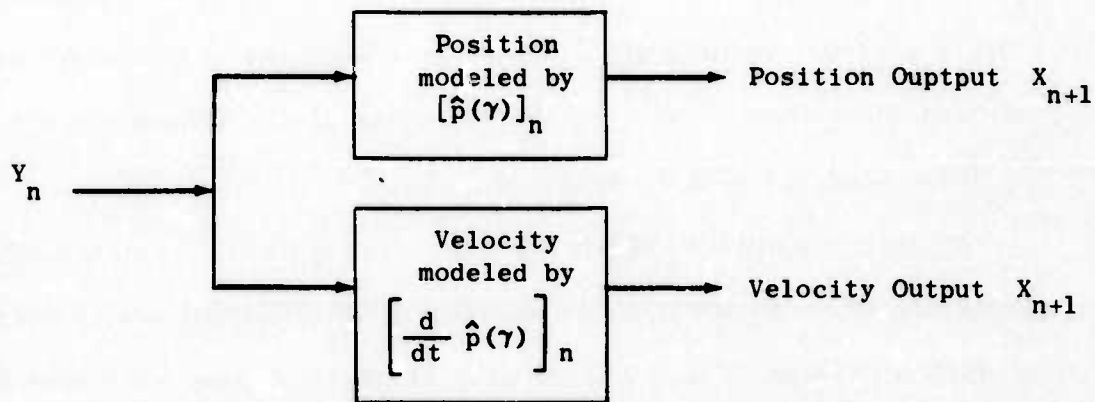 Position
modeled by
[p̂(γ)]n
Position Ouptput Xn+1
Yn
Velocity
modeled by
[d/dt p̂(γ)]n
Velocity Output Xn+1